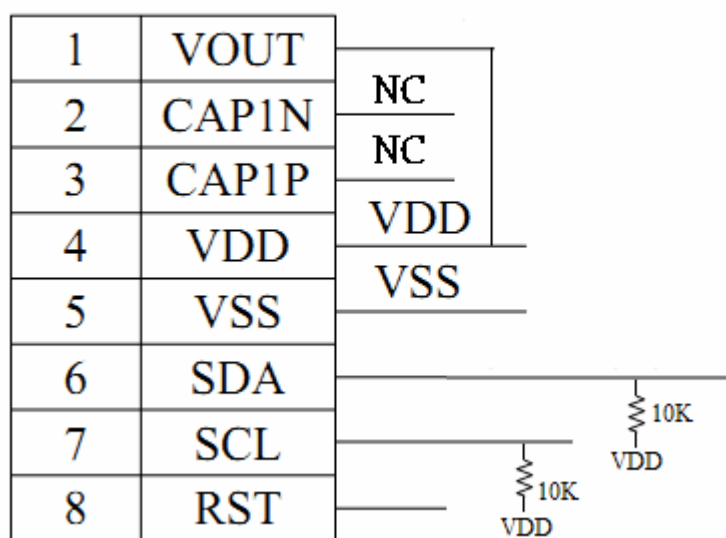 1 VOUT
NC
2 CAP1N
NC
3 CAP1P
VDD
4 VDD
VSS
5 VSS
6 SDA
10K
7 SCL
VDD
10K
8 RST
VDD